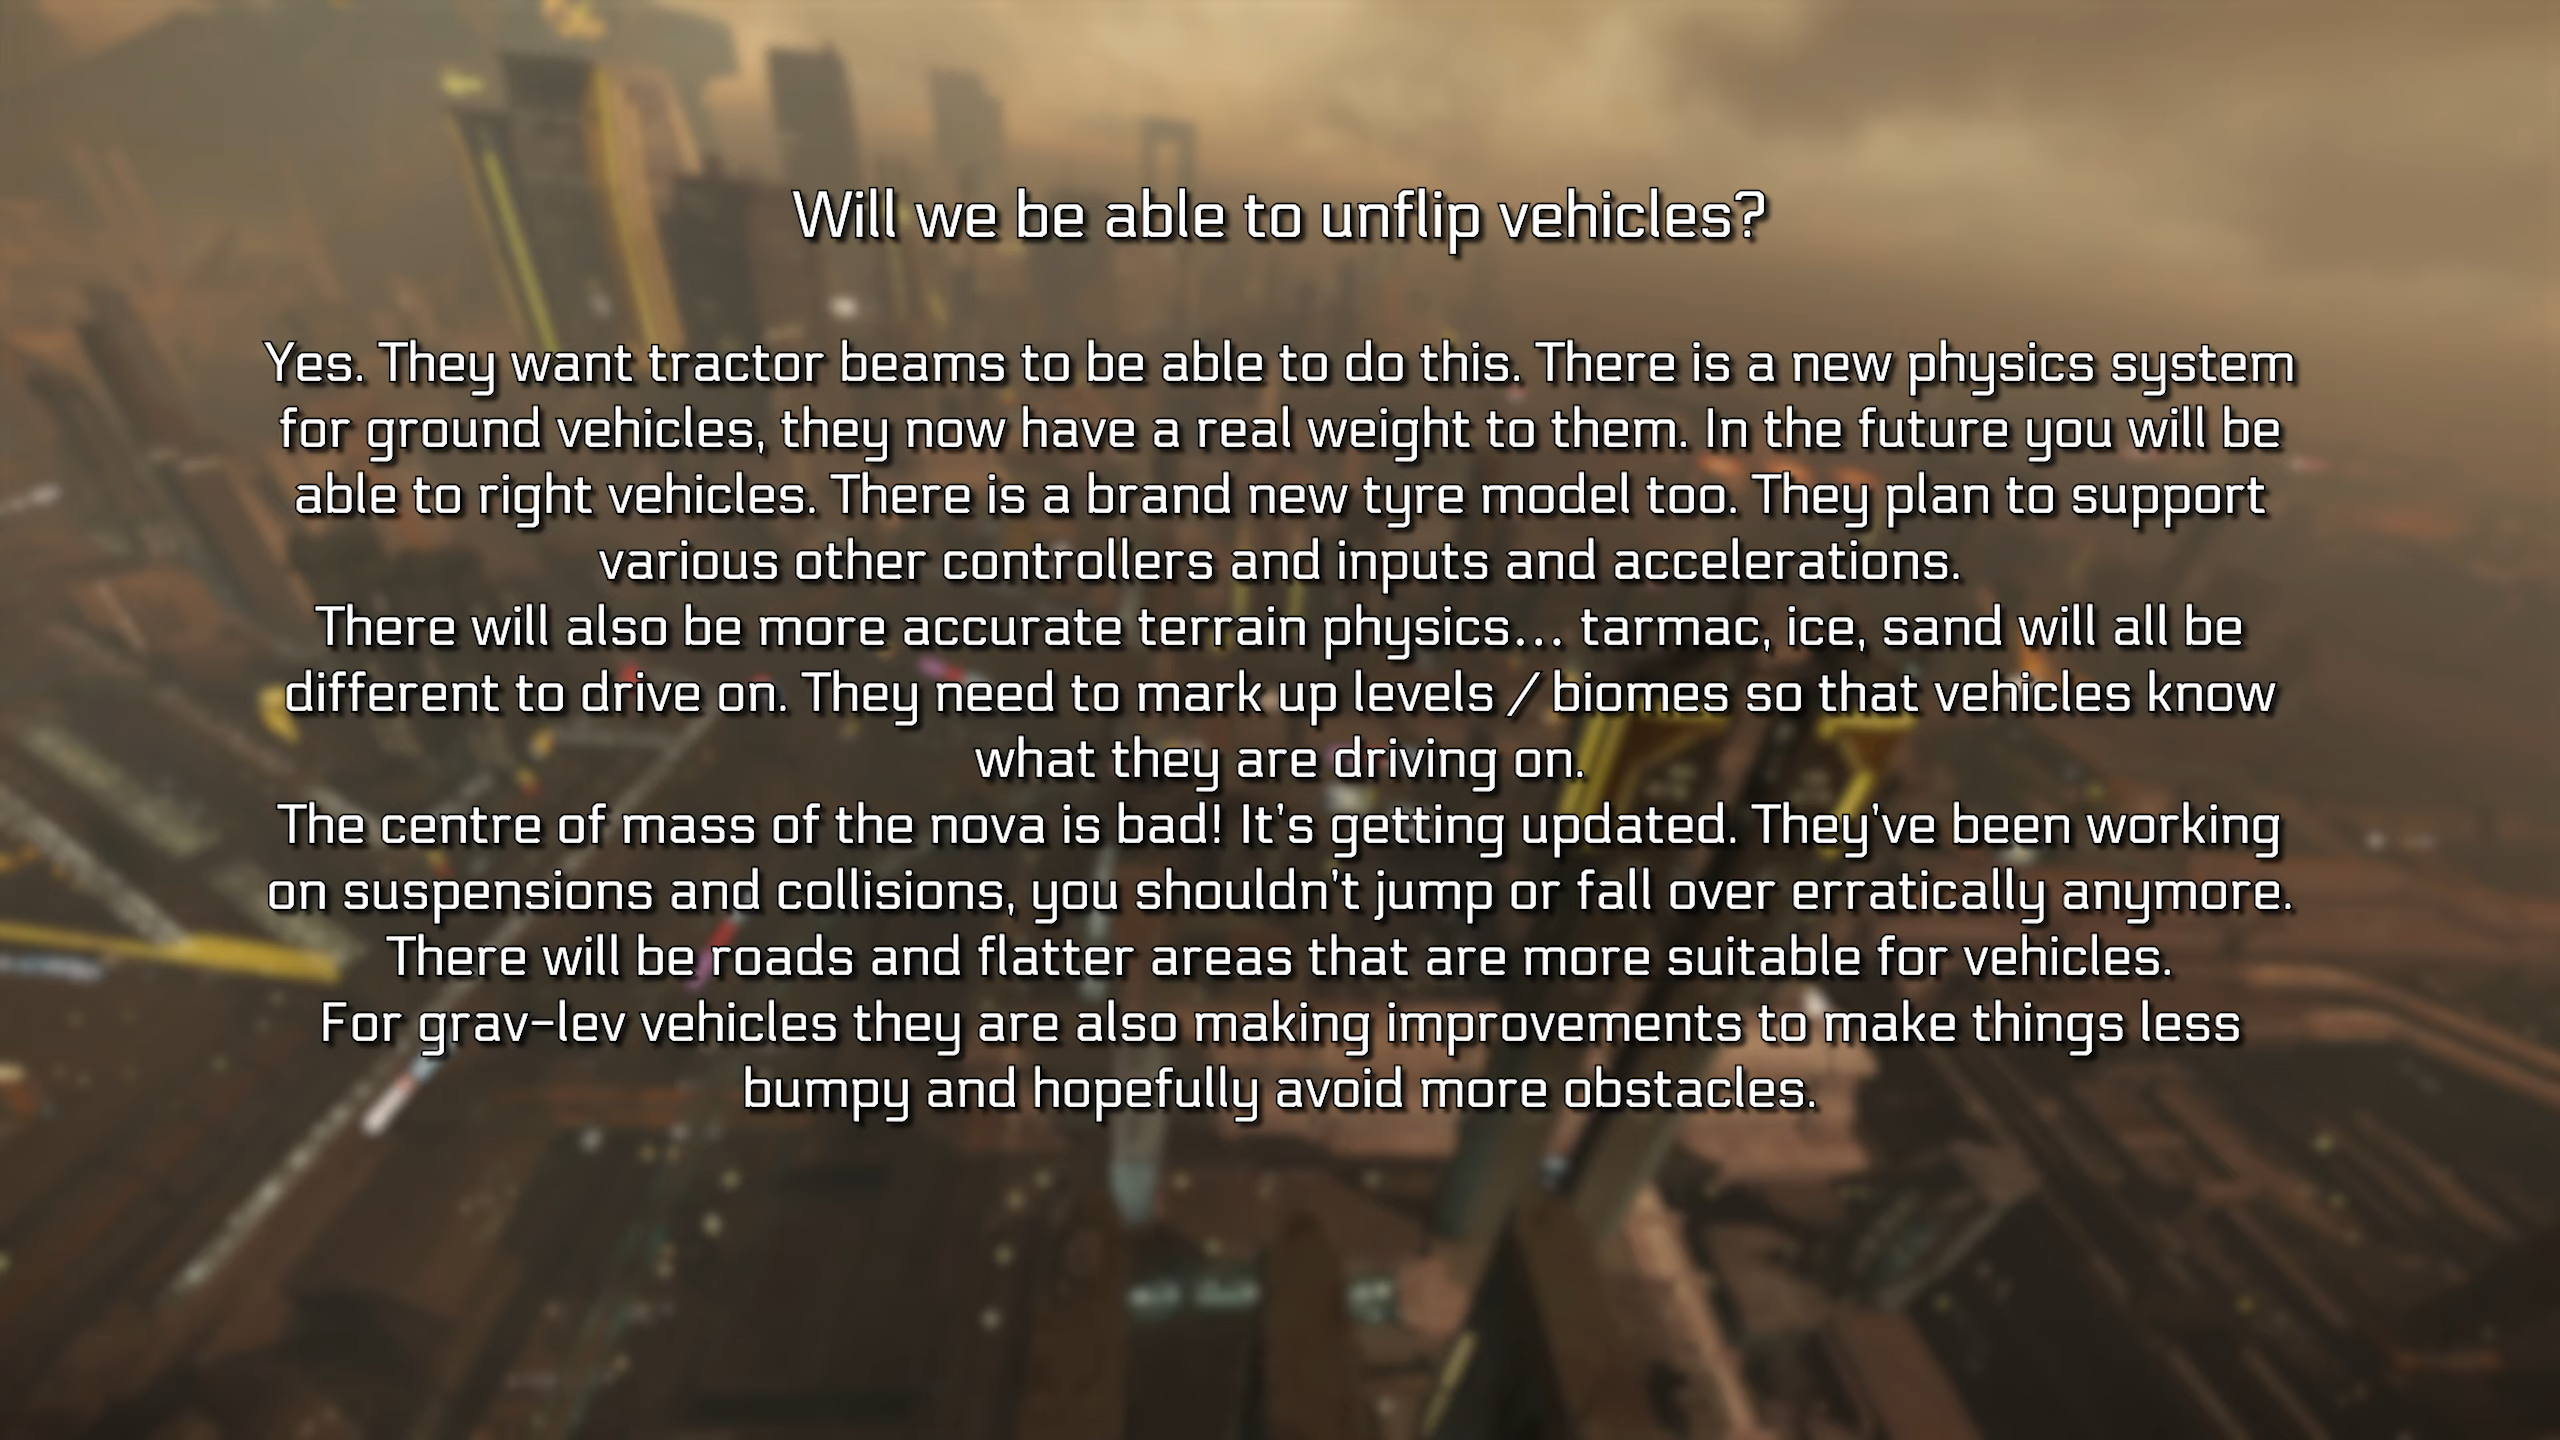 Will we be able to unflip vehicles?
Yes. They want tractor beams to be able to do this. There is a new physics system
for ground vehicles, they now have a real weight to them. In the future you will be
able to right vehicles. There is a brand new tyre model too. They plan to support
various other controllers and inputs and accelerations.
There will also be more accurate terrain physics... tarmac, ice, sand will all be
different to drive on. They need to mark up levels / biomes so that vehicles know
what they are driving on.
The centre of mass of the nova is bad! It's getting updated. They've been working
on suspensions and collisions, you shouldn't jump or fall over erratically anymore.
There will be roads and flatter areas that are more suitable for vehicles.
For grav-lev vehicles they are also making improvements to make things less
bumpy and hopefully avoid more obstacles.